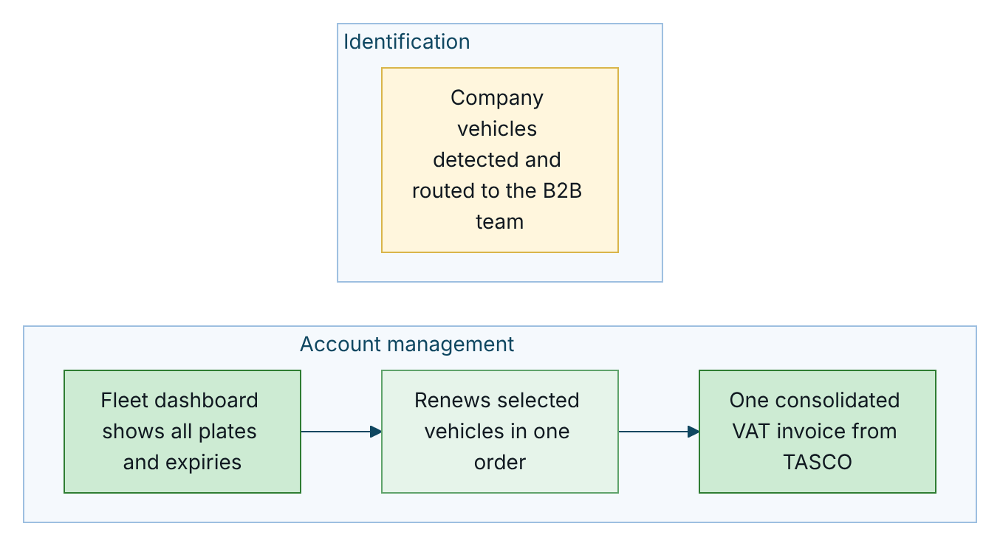 Identification
Company
vehicles
detected and
routed to the B2B
team
Account management
Fleet dashboard
shows all plates
and expiries
Renews selected
vehicles in one
order
One consolidated
VAT invoice from
TASCO